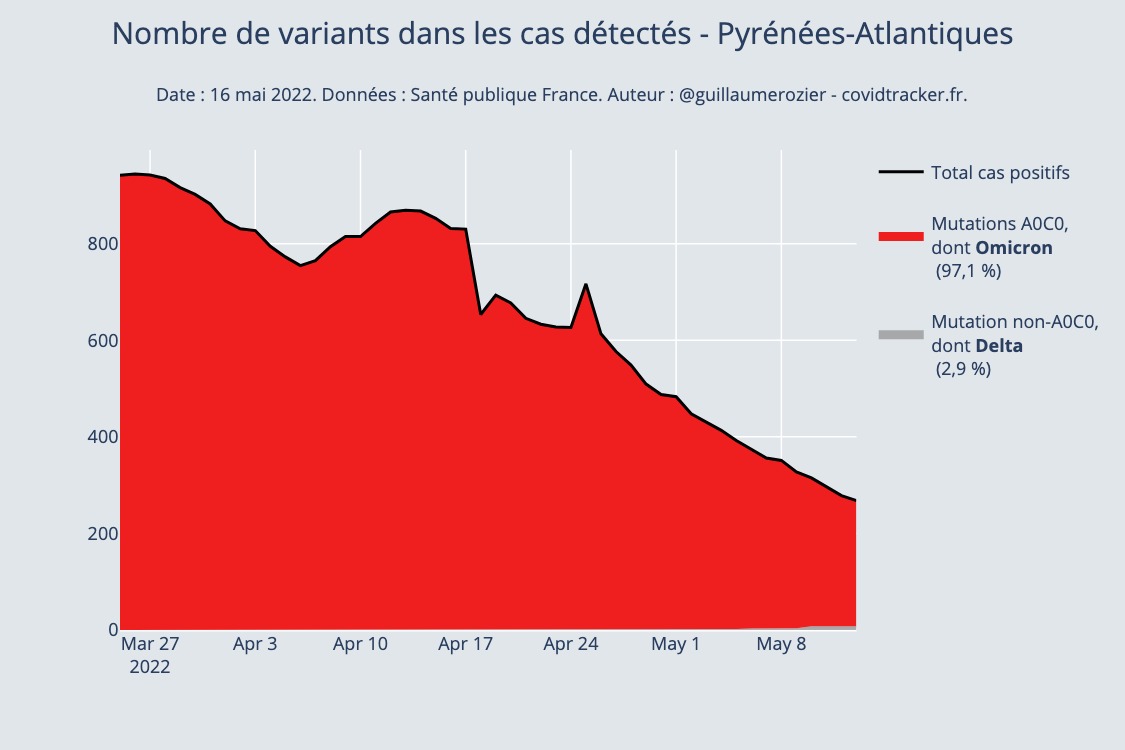 Nombre de variants dans les cas détectés - Pyrénées-Atlantiques
Date : 16 mai 2022. Données : Santé publique France. Auteur : @guillaumerozier - covidtracker.fr.
Total cas positifs
Mutations A0C0,
dont Omicron
(97,1 %)
Mutation non-A0C0,
dont Delta
(2,9 %)
800
600
400
200
0
Mar 27
2022
Apr 3
Apr 10
Apr 17
Apr 24
May 1
May 8